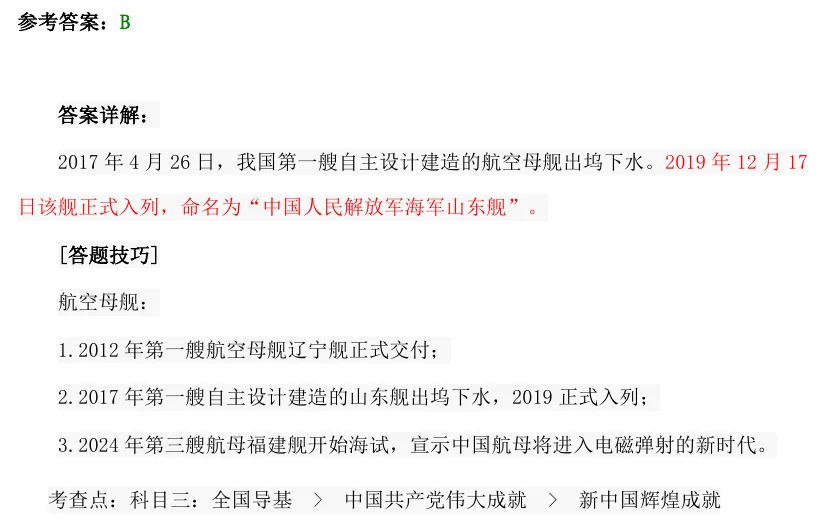 参考答案：B
答案详解：
2017 年 4 月 26 日，我国第一艘自主设计建造的航空母舰出坞下水。2019 年 12 月 17
日该舰正式入列，命名为“中国人民解放军海军山东舰”。
[答题技巧]
航空母舰：
1.2012 年第一艘航空母舰辽宁舰正式交付；
2.2017 年第一艘自主设计建造的山东舰出坞下水，2019 正式入列；
3.2024 年第三艘航母福建舰开始海试，宣示中国航母将进入电磁弹射的新时代。
考查点：科目三：全国导基 > 中国共产党伟大成就 > 新中国辉煌成就